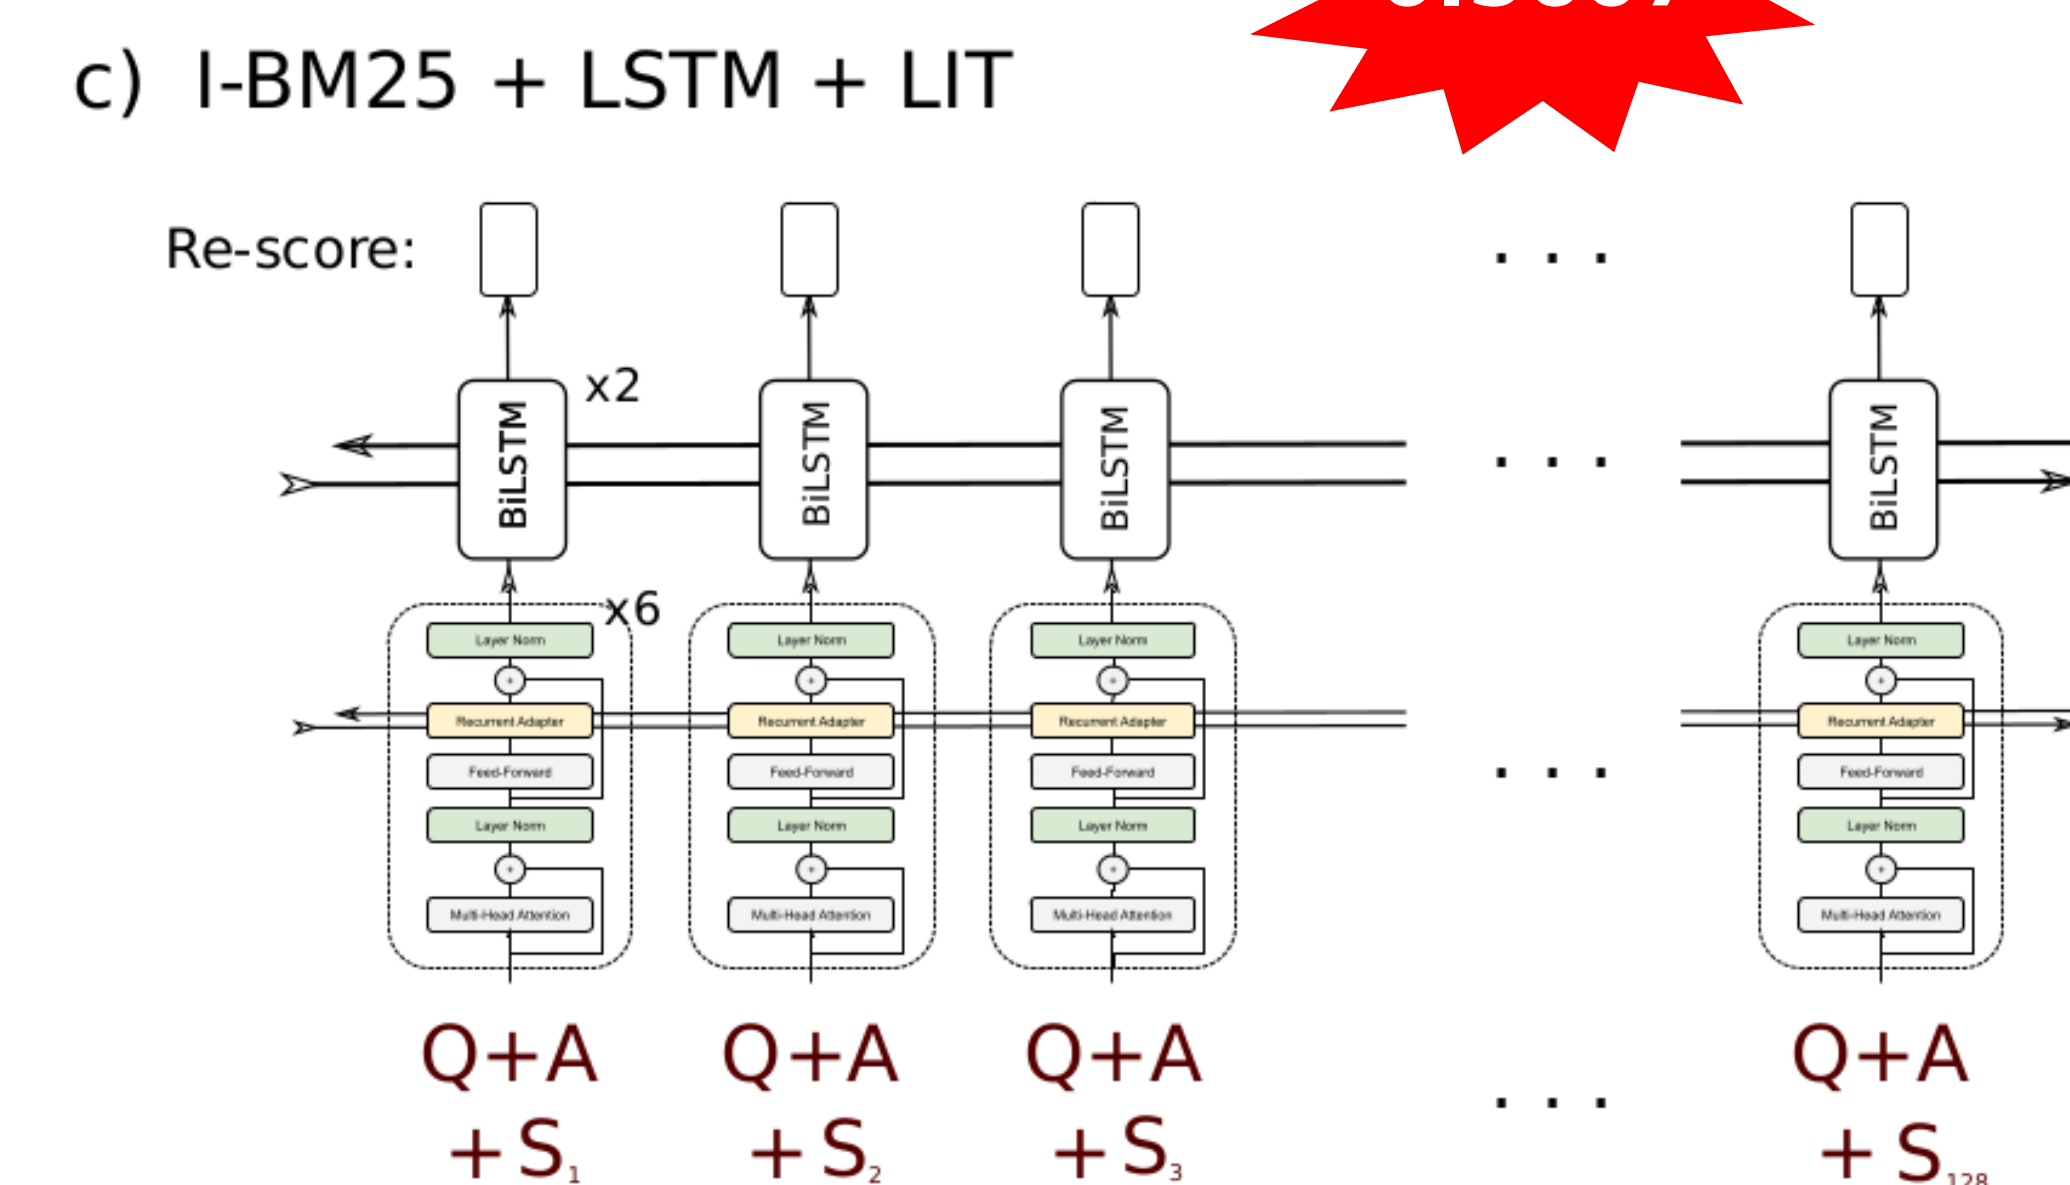 c) I-BM25 + LSTM + LIT
Re-score:
. . .
x2
BiLSTM BiLSTM BiLSTM . . . BiLSTM
x6
Layer Norm Layer Norm Layer Norm Layer Norm
+ + + +
Recurrent Adapter Recurrent Adapter Recurrent Adapter Recurrent Adapter
Feed-Forward Feed-Forward Feed-Forward . . . Feed-Forward
Layer Norm Layer Norm Layer Norm Layer Norm
+ + + +
Multi-Head Attention Multi-Head Attention Multi-Head Attention Multi-Head Attention
Q+A Q+A Q+A Q+A
. . .
+ S₁ + S₂ + S₃ + S₁₂₈